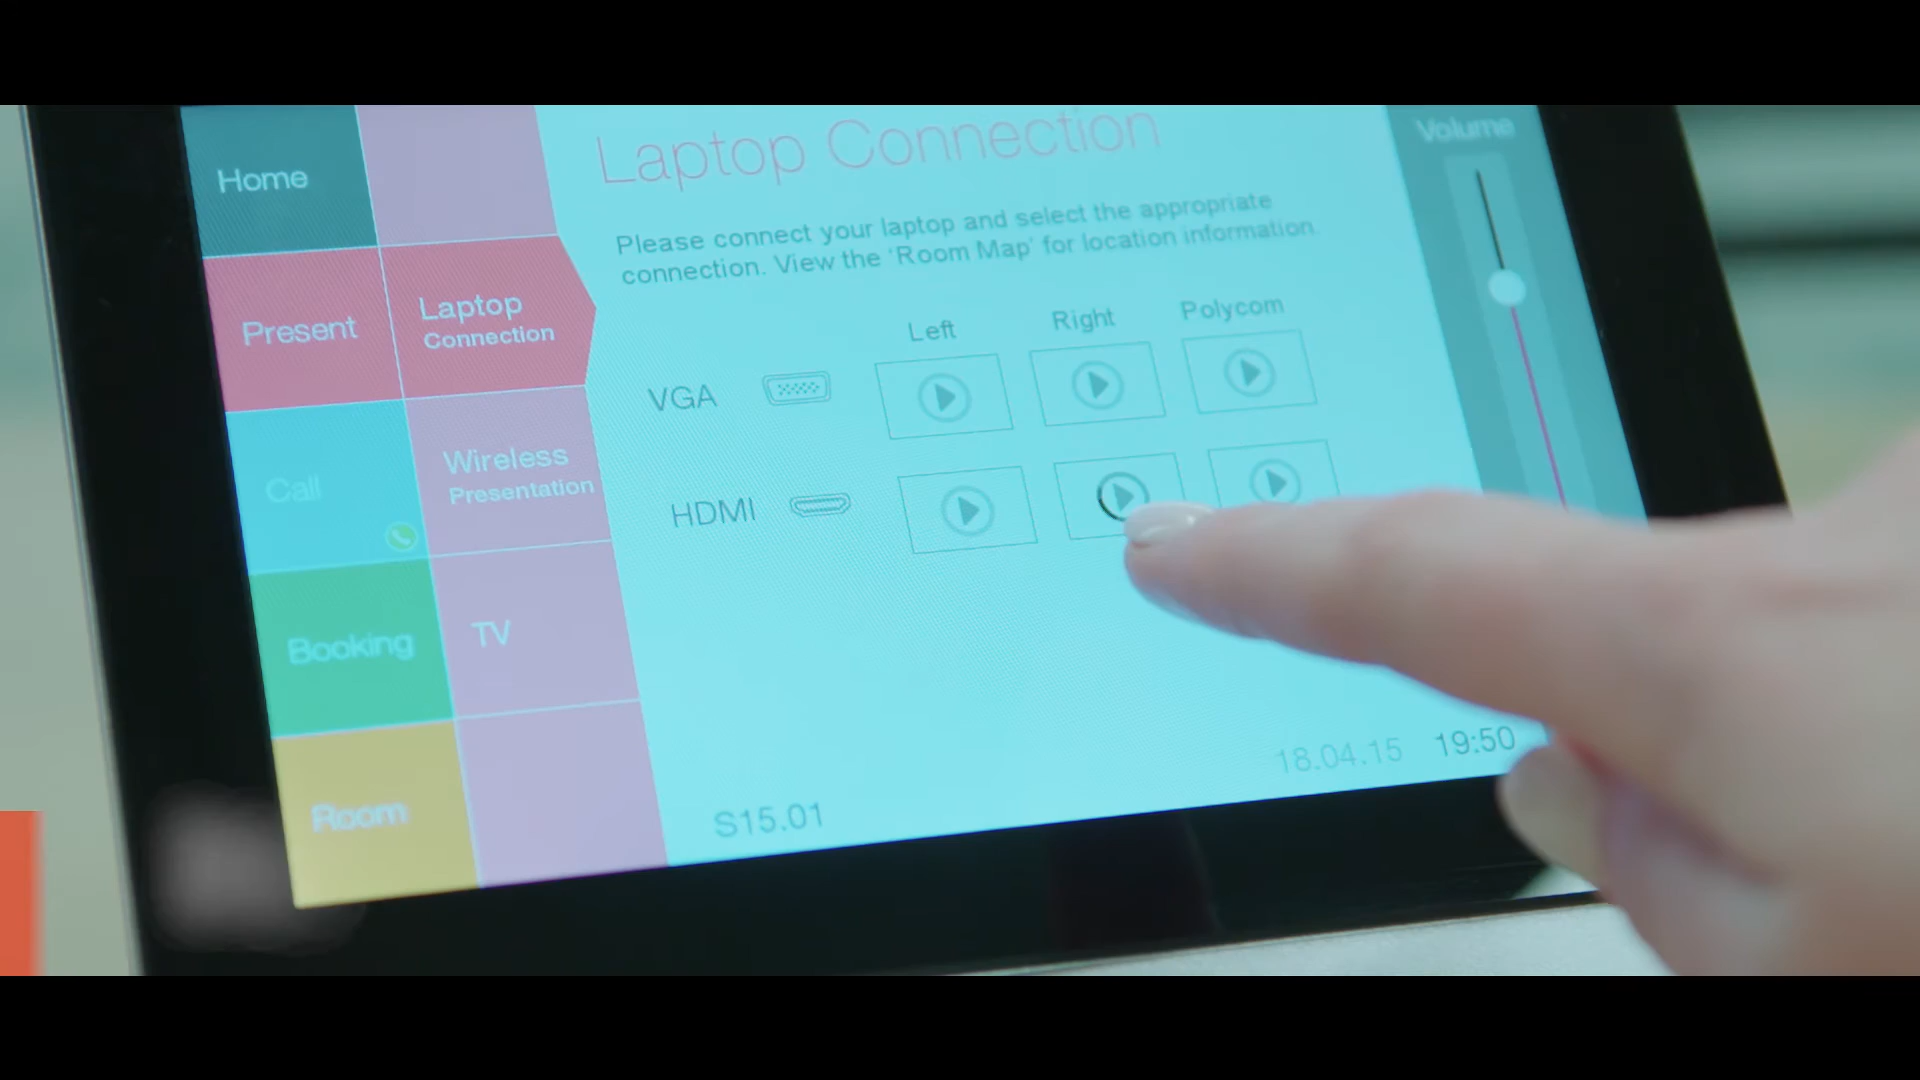 Home
Present
Call
Booking
Room
Laptop
Connection
Wireless
Presentation
TV
Laptop Connection
Please connect your laptop and select the appropriate
connection. View the ‘Room Map’ for location information
Left
Right
Polycom
VGA
HDMI
S15.01
18.04.15
19:50
Volume